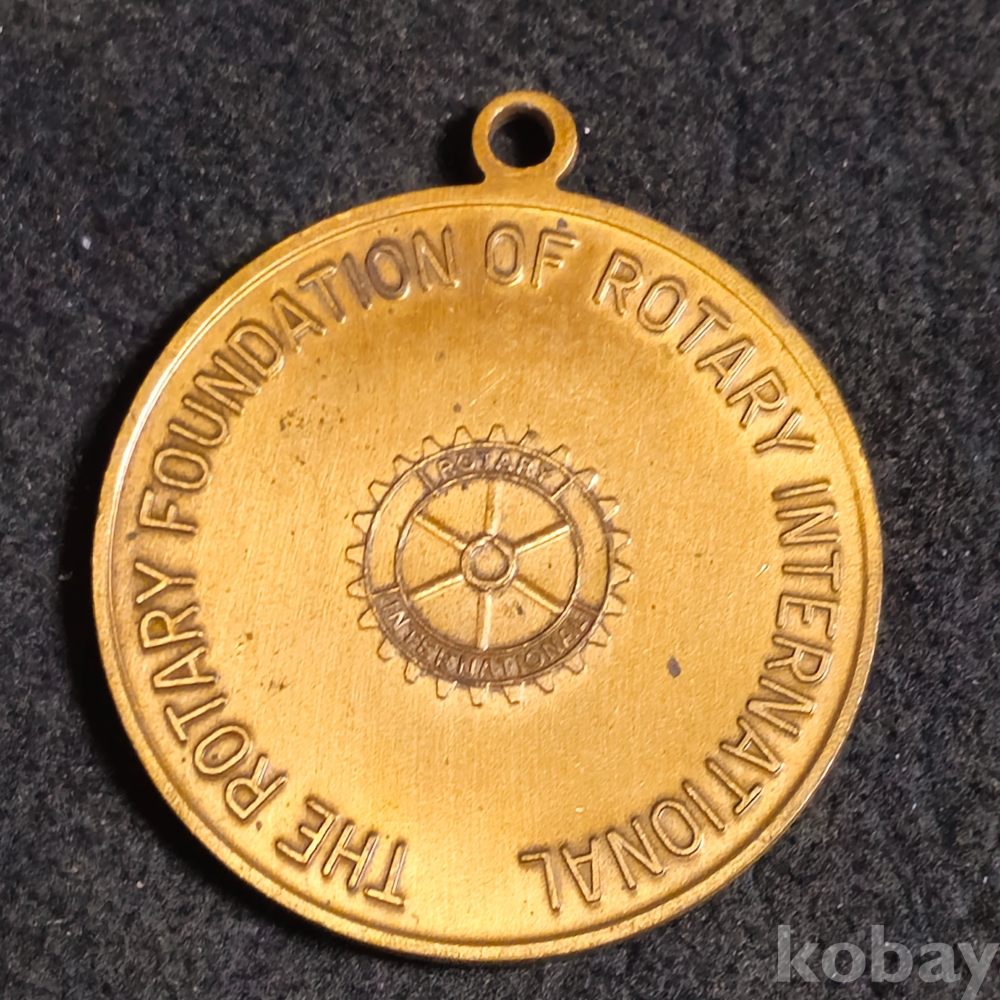 THE ROTARY FOUNDATION OF ROTARY INTERNATIONAL
ROTARY
INTERNATIONAL
kobay